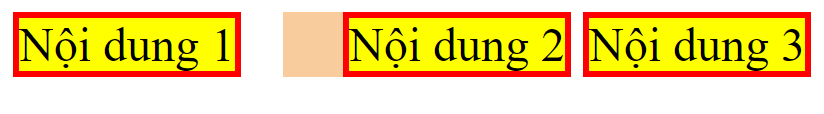 Nội dung 1 Nội dung 2 Nội dung 3